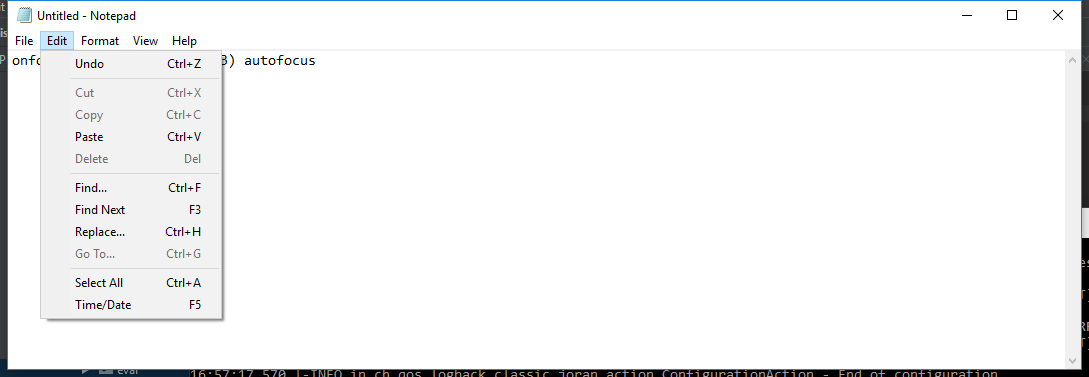 Untitled - Notepad
File Edit Format View Help
3) autofocus
Undo Ctrl+Z
Cut Ctrl+X
Copy Ctrl+C
Paste Ctrl+V
Delete Del
Find... Ctrl+F
Find Next F3
Replace... Ctrl+H
Go To... Ctrl+G
Select All Ctrl+A
Time/Date F5
eval
16:57:17,570 |-INFO in ch.qos.logback.classic.joran.action.ConfigurationAction - End of configuration